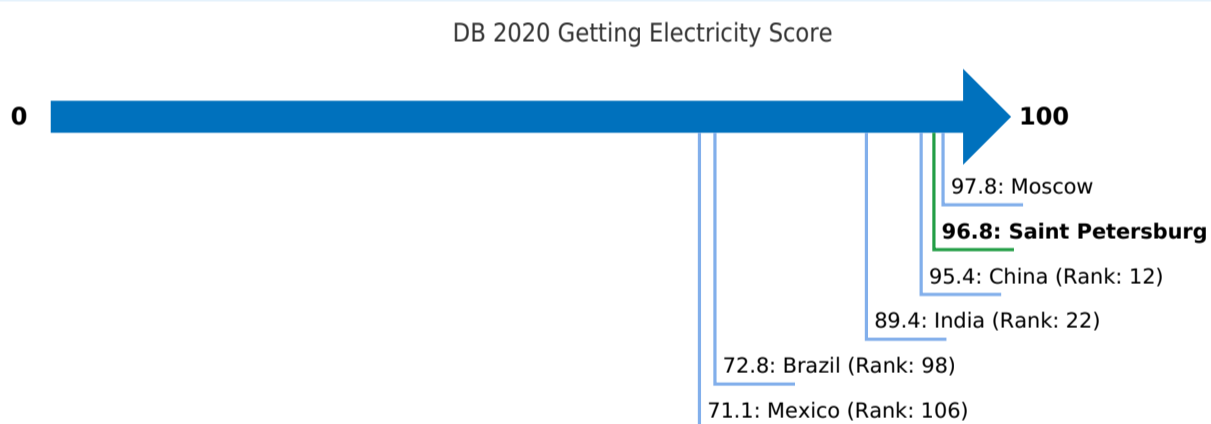 DB 2020 Getting Electricity Score
0
100
97.8: Moscow
96.8: Saint Petersburg
95.4: China (Rank: 12)
89.4: India (Rank: 22)
72.8: Brazil (Rank: 98)
71.1: Mexico (Rank: 106)